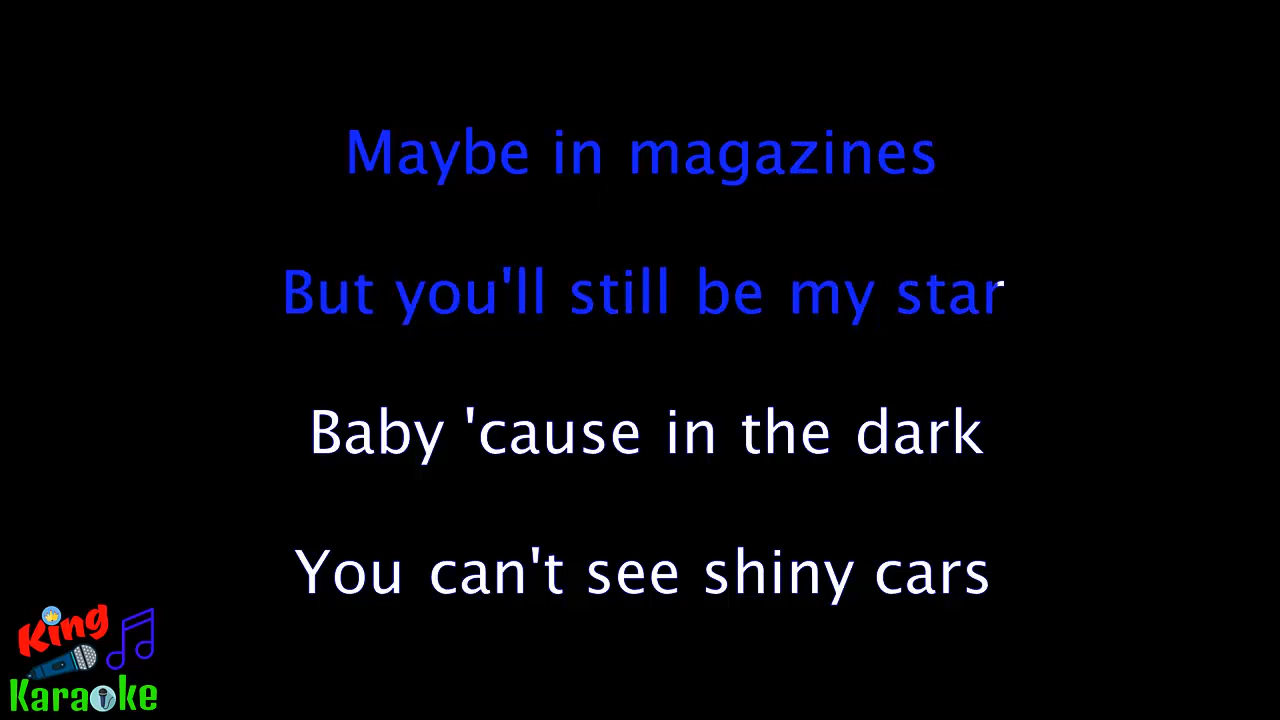 Maybe in magazines
But you'll still be my star
Baby 'cause in the dark
You can't see shiny cars
King
Karaoke